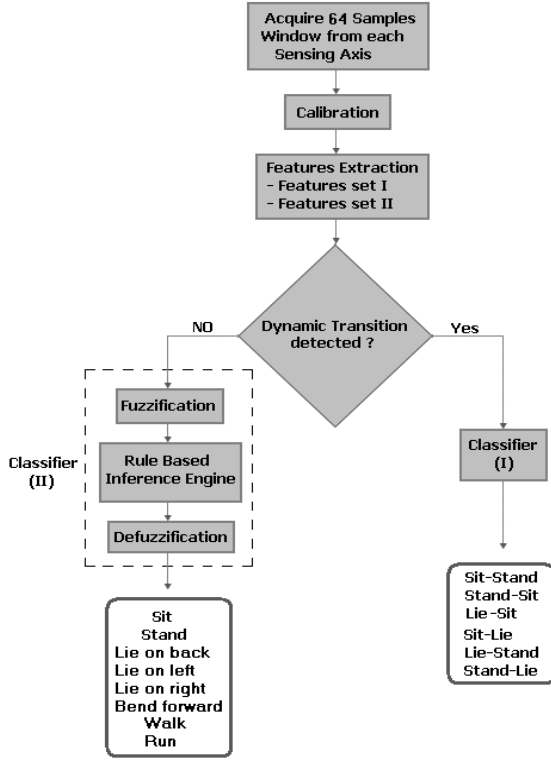 Acquire 64 Samples
Window from each
Sensing Axis
Calibration
Features Extraction
- Features set I
- Features set II
Dynamic Transition
detected ?
NO
Yes
Classifier
(II)
Fuzzification
Rule Based
Inference Engine
Defuzzification
Classifier
(I)
Sit
Stand
Lie on back
Lie on left
Lie on right
Bend forward
Walk
Run
Sit-Stand
Stand-Sit
Lie-Sit
Sit-Lie
Lie-Stand
Stand-Lie